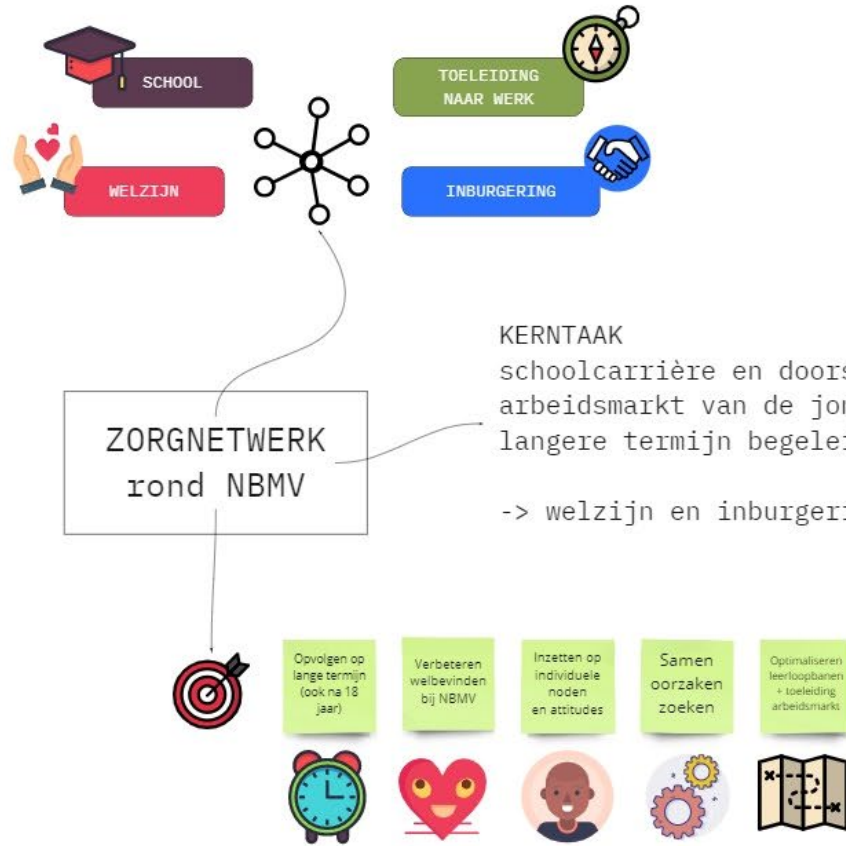 SCHOOL
TOELEIDING
NAAR WERK
WELZIJN
INBURGERING
KERNTAAK
schoolcarrière en doors
arbeidsmarkt van de jon
langere termijn begelei
-> welzijn en inburgeri
ZORGNETWERK
rond NBMV
Opvolgen op
lange termijn
(ook na 18
jaar)
Verbeteren
welbevinden
bij NBMV
Inzetten op
individuele
noden
en attitudes
Samen
oorzaken
zoeken
Optimaliseren
leerloopbanen
+ toeleiding
arbeidsmarkt